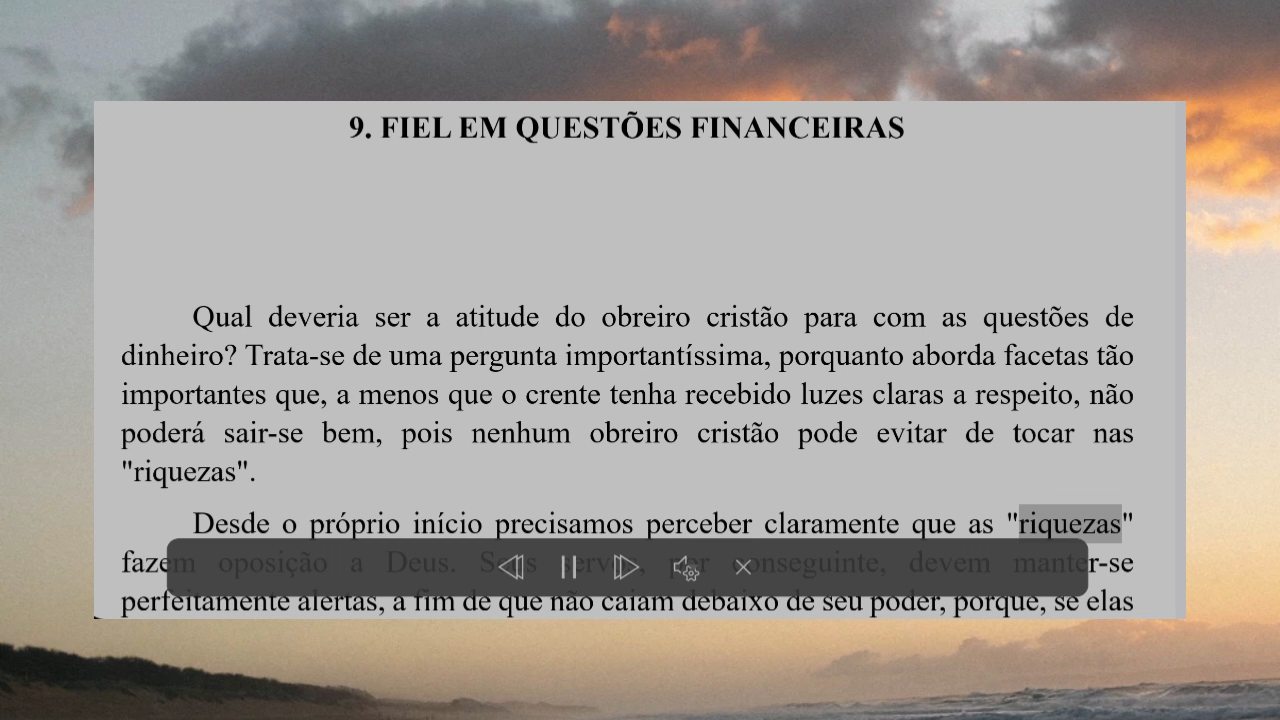 9. FIEL EM QUESTÕES FINANCEIRAS
Qual deveria ser a atitude do obreiro cristão para com as questões de
dinheiro? Trata-se de uma pergunta importantíssima, porquanto aborda facetas tão
importantes que, a menos que o crente tenha recebido luzes claras a respeito, não
poderá sair-se bem, pois nenhum obreiro cristão pode evitar de tocar nas
"riquezas".
Desde o próprio início precisamos perceber claramente que as "riquezas"
fazem oposição a Deus. Seus servos, por conseguinte, devem manter-se
perfeitamente alertas, a fim de que não caiam debaixo de seu poder, porque, se elas